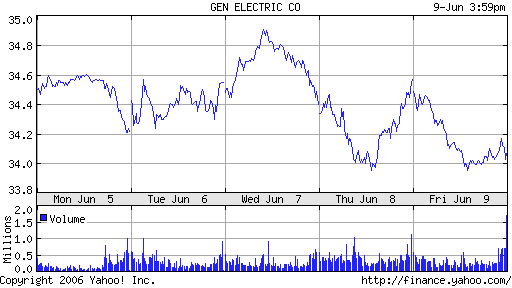 GEN ELECTRIC CO 9-Jun 3:59pm
35.0
34.6
34.4
34.2
34.0
33.8
Mon Jun 5 Tue Jun 6 Wed Jun 7 Thu Jun 8 Fri Jun 9
2.0
1.5
1.0
0.5
0.0
Millions
Volume
Copyright 2006 Yahoo! Inc. http://finance.yahoo.com/